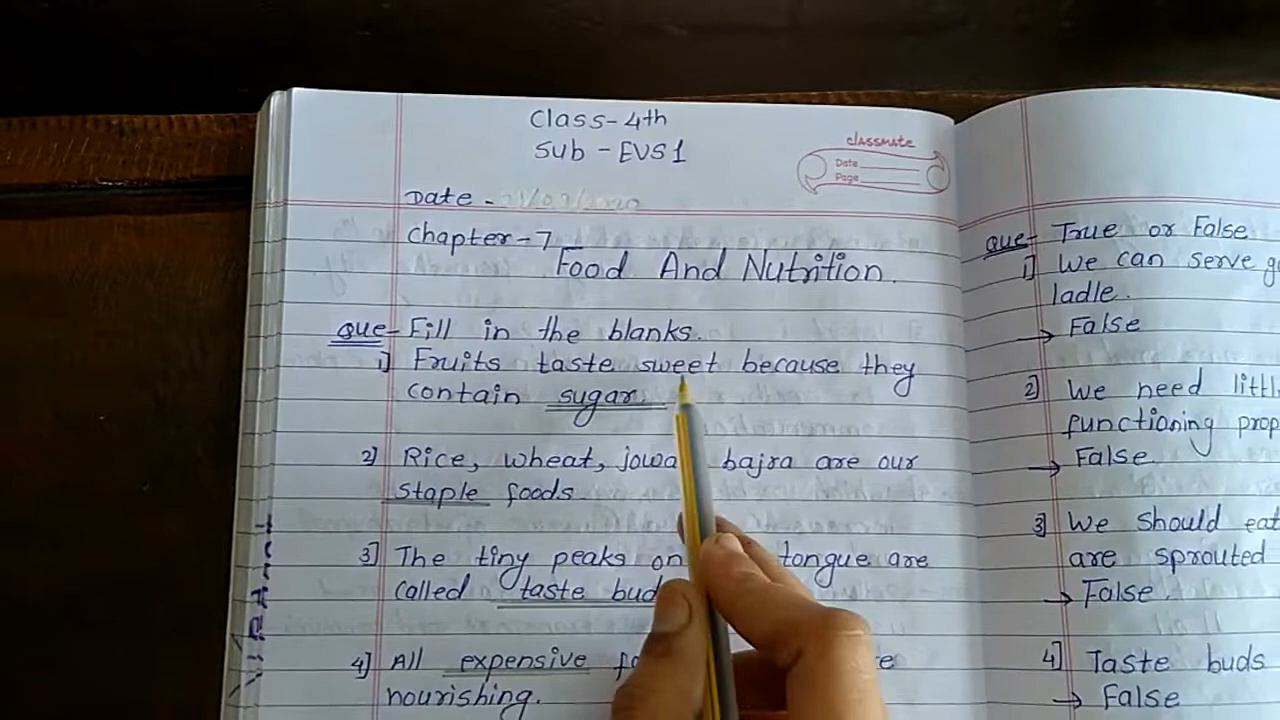 Class-4th
Sub - EVS 1
classmate
Date
Page
Date -
Chapter-7
Food And Nutrition.
Que- Fill in the blanks.
1] Fruits taste sweet because they
contain sugar
2] Rice, wheat, jowa bajra are our
staple foods.
3] The tiny peaks on tongue are
called taste bud
4] All expensive
nourishing.
VIRAnset
Que- True or False
1] We can serve
ladle.
→ False
2] We need
functioning
→ False
3] We should eat
are sprouted
→ False.
4] Taste buds
→ False